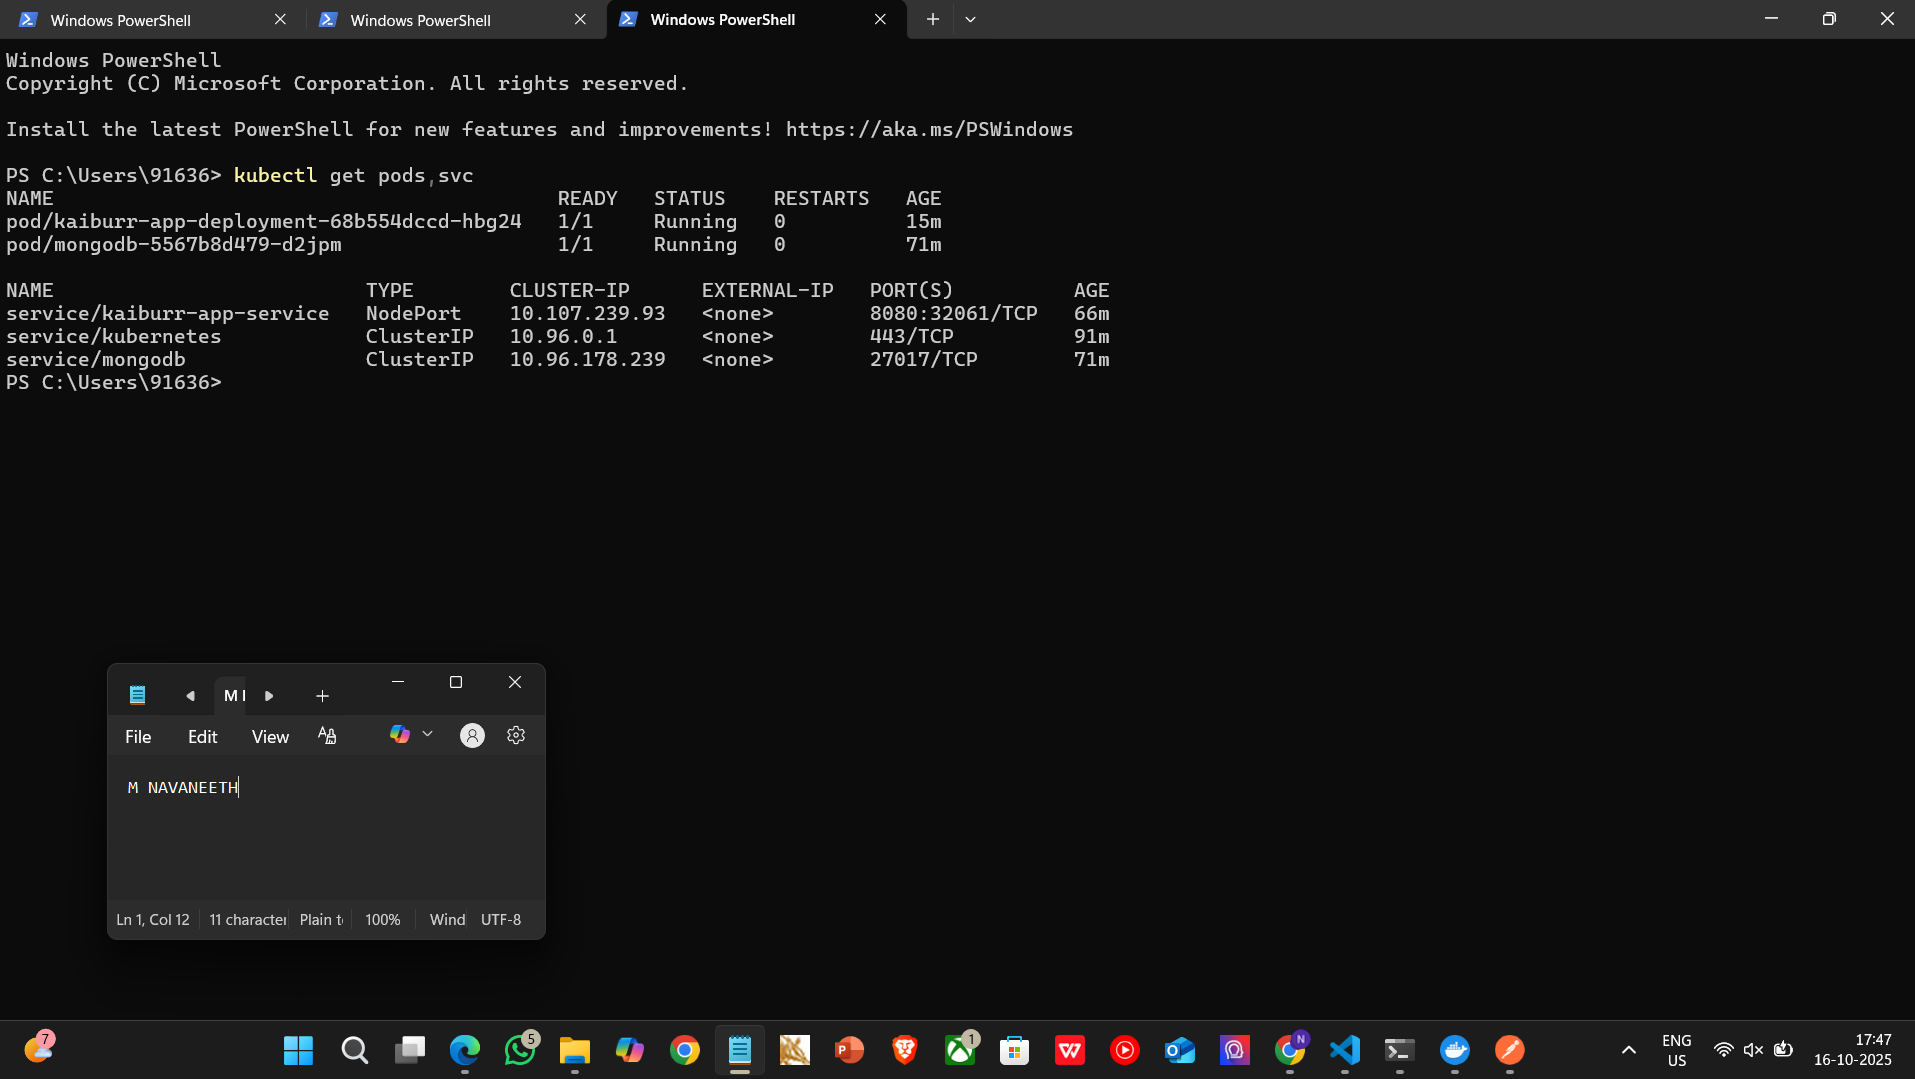 Windows PowerShell
Windows PowerShell
Windows PowerShell
Windows PowerShell
Copyright (C) Microsoft Corporation. All rights reserved.
Install the latest PowerShell for new features and improvements! https://aka.ms/PSWindows
PS C:\Users\91636> kubectl get pods,svc
NAME READY STATUS RESTARTS AGE
pod/kaiburr-app-deployment-68b554dccd-hbg24 1/1 Running 0 15m
pod/mongodb-5567b8d479-d2jpm 1/1 Running 0 71m
NAME TYPE CLUSTER-IP EXTERNAL-IP PORT(S) AGE
service/kaiburr-app-service NodePort 10.107.239.93 <none> 8080:32061/TCP 66m
service/kubernetes ClusterIP 10.96.0.1 <none> 443/TCP 91m
service/mongodb ClusterIP 10.96.178.239 <none> 27017/TCP 71m
PS C:\Users\91636>
M
File Edit View
M NAVANEETH
Ln 1, Col 12 11 character Plain t 100% Wind UTF-8
7
5
1
N
ENG
US
17:47
16-10-2025